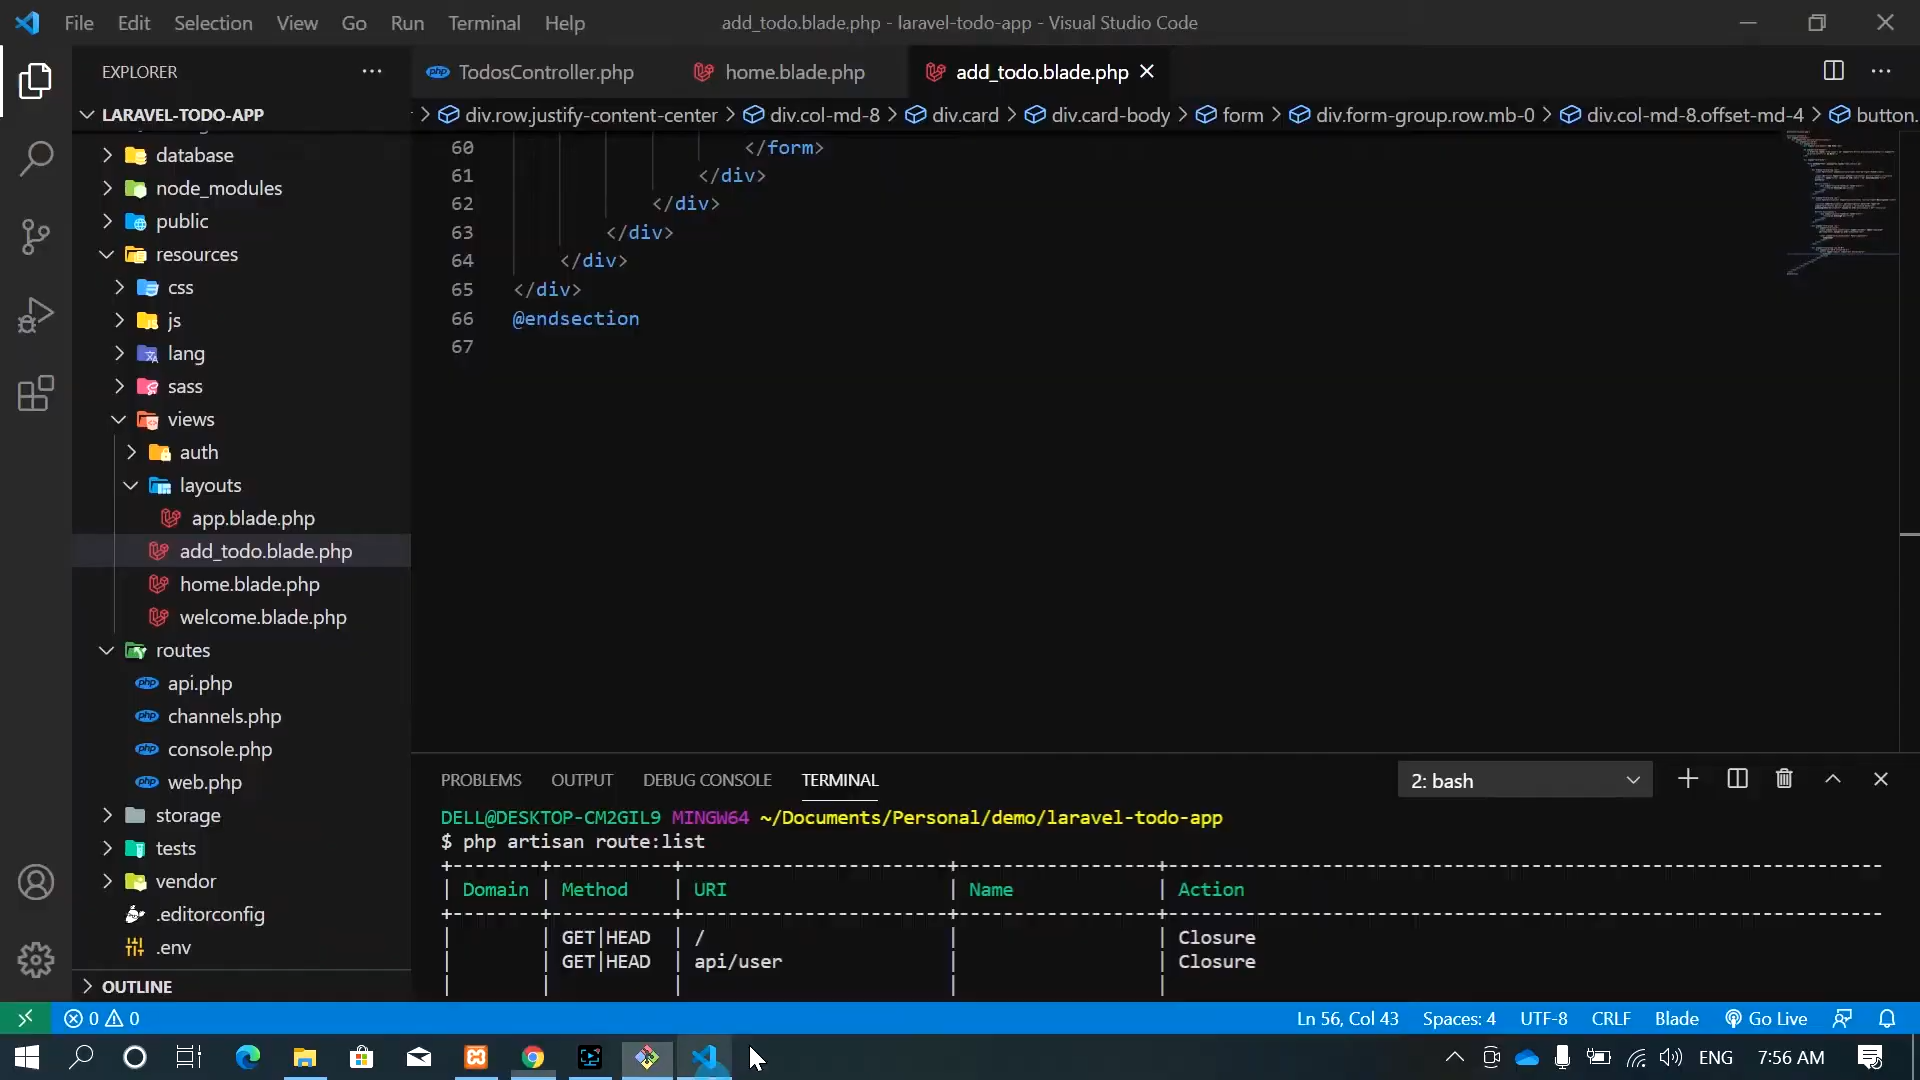 File Edit Selection View Go Run Terminal Help
add_todo.blade.php - laravel-todo-app - Visual Studio Code
EXPLORER
LARAVEL-TODO-APP
database
node_modules
public
resources
css
js
lang
sass
views
auth
layouts
app.blade.php
add_todo.blade.php
home.blade.php
welcome.blade.php
routes
api.php
channels.php
console.php
web.php
storage
tests
vendor
.editorconfig
.env
OUTLINE
TodosController.php home.blade.php add_todo.blade.php
div.row.justify-content-center div.col-md-8 div.card div.card-body form div.form-group.row.mb-0 div.col-md-8.offset-md-4 button.
60 </form>
61 </div>
62 </div>
63 </div>
64 </div>
65 </div>
66 @endsection
67
PROBLEMS OUTPUT DEBUG CONSOLE TERMINAL
2: bash
DELL@DESKTOP-CM2GIL9 MINGW64 ~/Documents/Personal/demo/laravel-todo-app
$ php artisan route:list
| Domain | Method | URI | Name | Action
| | GET|HEAD | / | | Closure
| | GET|HEAD | api/user | | Closure
0 0
Ln 56, Col 43 Spaces: 4 UTF-8 CRLF Blade Go Live
ENG 7:56 AM